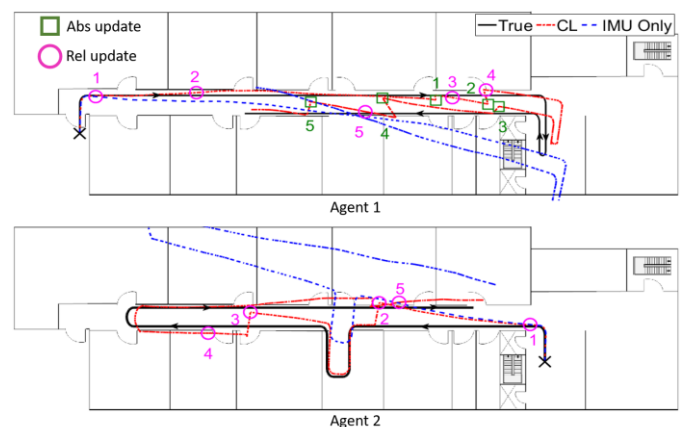 Abs update
Rel update
True CL IMU Only
1 2 1 2 3 4
5 5 4 3
Agent 1
3 2 5
4 1
Agent 2